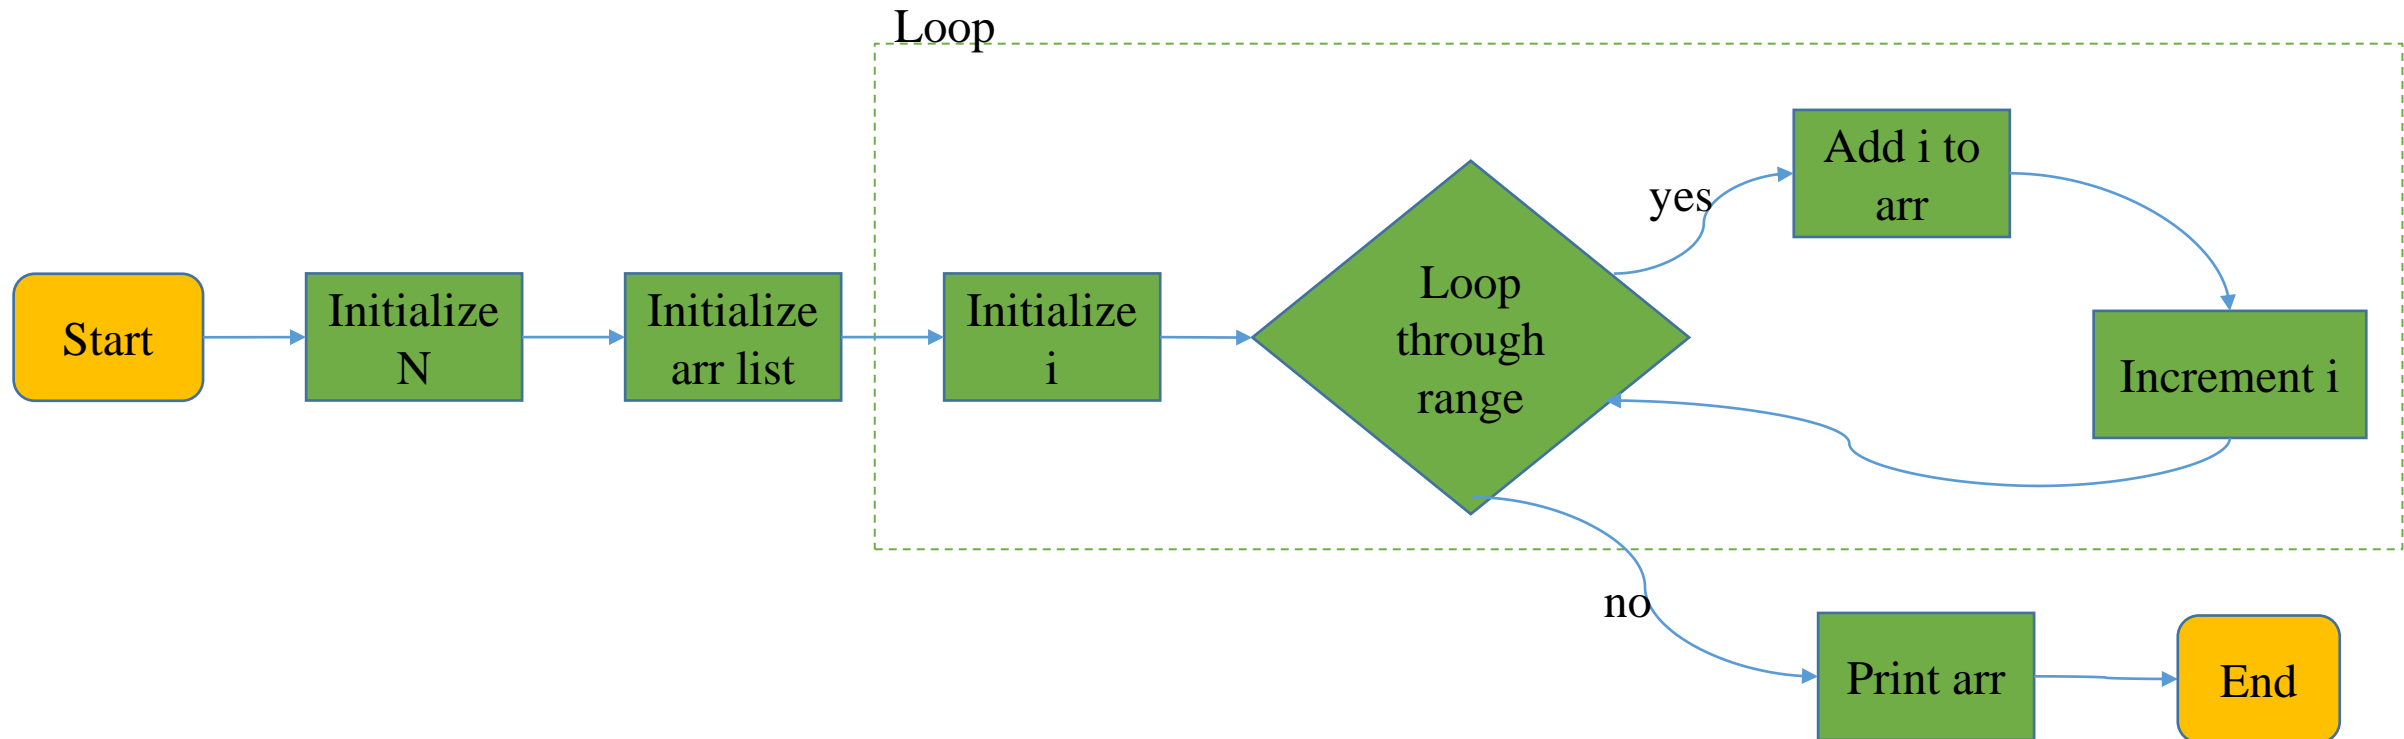 Loop
Start
Initialize
N
Initialize
arr list
Initialize
i
Loop
through
range
yes
Add i to
arr
Increment i
no
Print arr
End